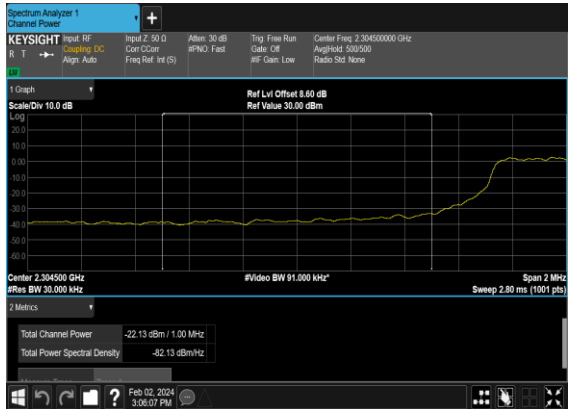 Spectrum Analyzer 1
Channel Power
+
KEYSIGHT
R T
LXI
Input: RF
Coupling: DC
Align: Auto
Input Z: 50 Ω
Corr CCorr
Freq Ref: Int (S)
Atten: 30 dB
#PNO: Fast
Trig: Free Run
Gate: Off
#IF Gain: Low
Center Freq: 2.304500000 GHz
Avg|Hold: 500/500
Radio Std: None
1 Graph
Scale/Div 10.0 dB
Ref Lvl Offset 8.60 dB
Ref Value 30.00 dBm
Log
20.0
10.0
0.00
-10.0
-20.0
-30.0
-40.0
-50.0
-60.0
Center 2.304500 GHz
#Res BW 30.000 kHz
#Video BW 91.000 kHz*
Span 2 MHz
Sweep 2.80 ms (1001 pts)
2 Metrics
Total Channel Power -22.13 dBm / 1.00 MHz
Total Power Spectral Density -82.13 dBm/Hz
?
Feb 02, 2024
3:06:07 PM